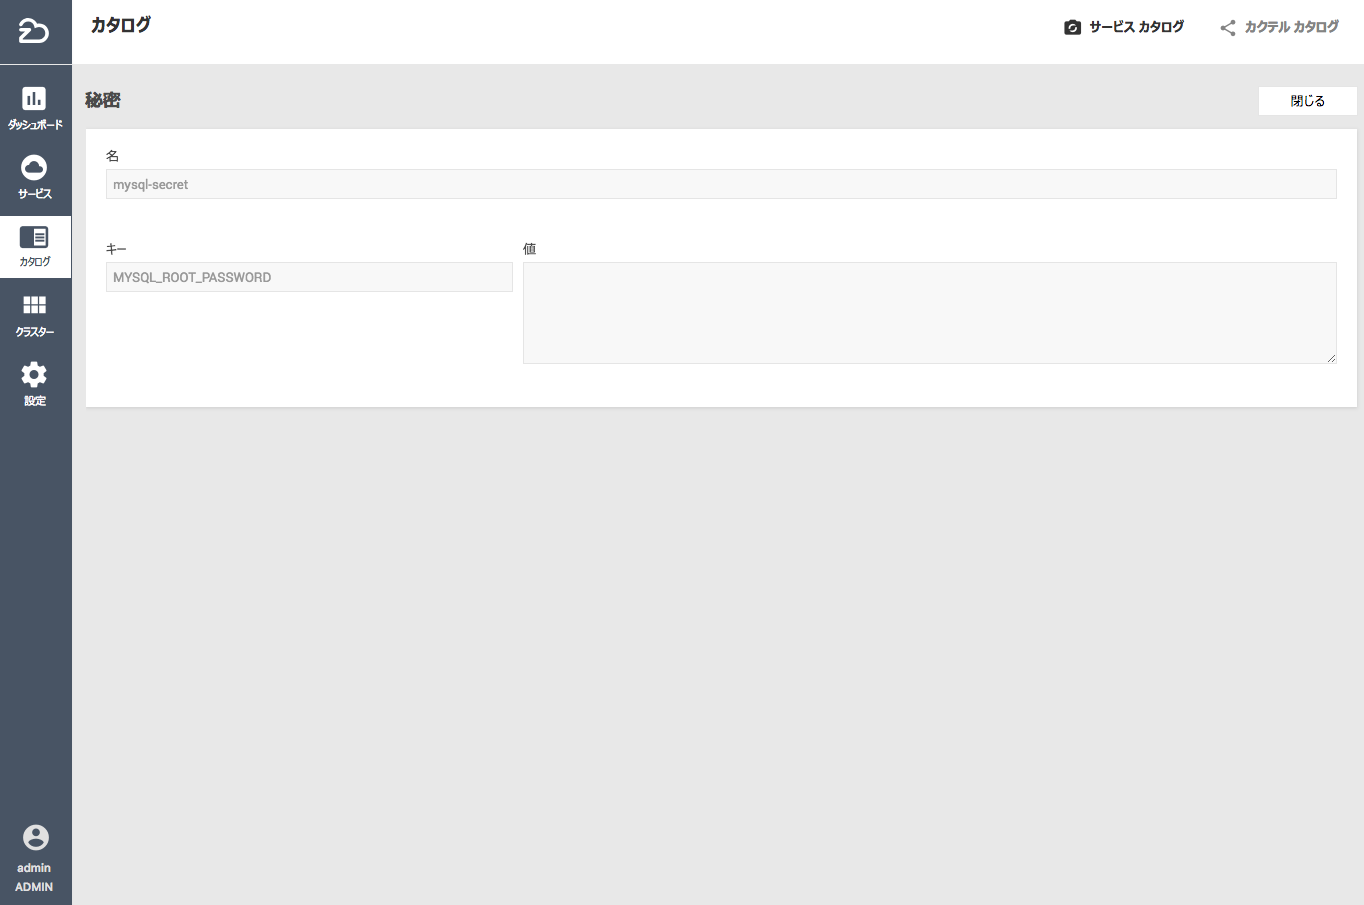 カタログ
サービス カタログ
カクテル カタログ
ダッシュボード
サービス
カタログ
クラスター
設定
秘密
閉じる
名
mysql-secret
キー
値
MYSQL_ROOT_PASSWORD
admin
ADMIN